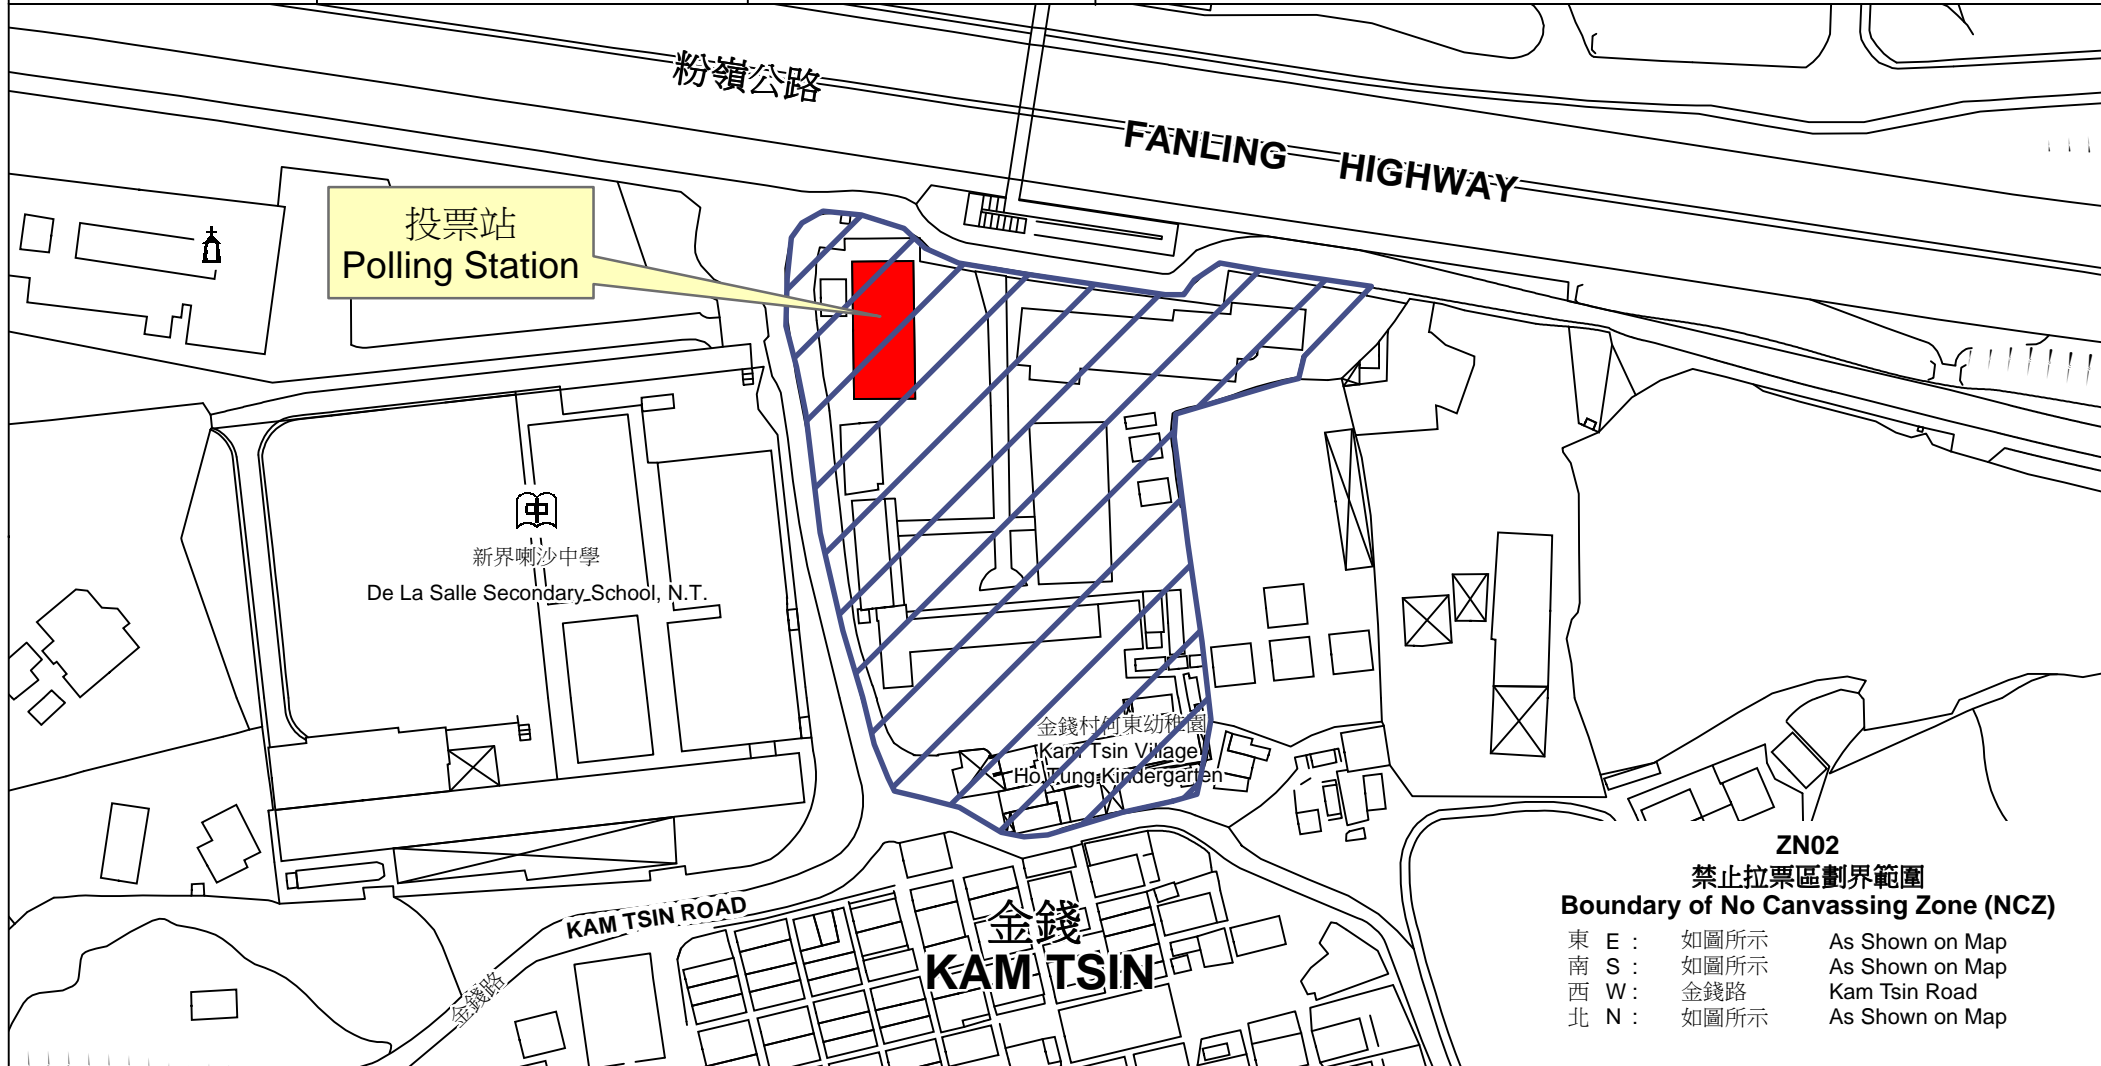 粉嶺公路
FANLING HIGHWAY
投票站
Polling Station
中
新界喇沙中學
De La Salle Secondary School, N.T.
金錢村何東幼稚園
Kam Tsin Village
Ho Tung Kindergarten
KAM TSIN ROAD
金錢路
金錢
KAM TSIN
ZN02
禁止拉票區劃界範圍
Boundary of No Canvassing Zone (NCZ)
東 E : 如圖所示 As Shown on Map
南 S : 如圖所示 As Shown on Map
西 W : 金錢路 Kam Tsin Road
北 N : 如圖所示 As Shown on Map